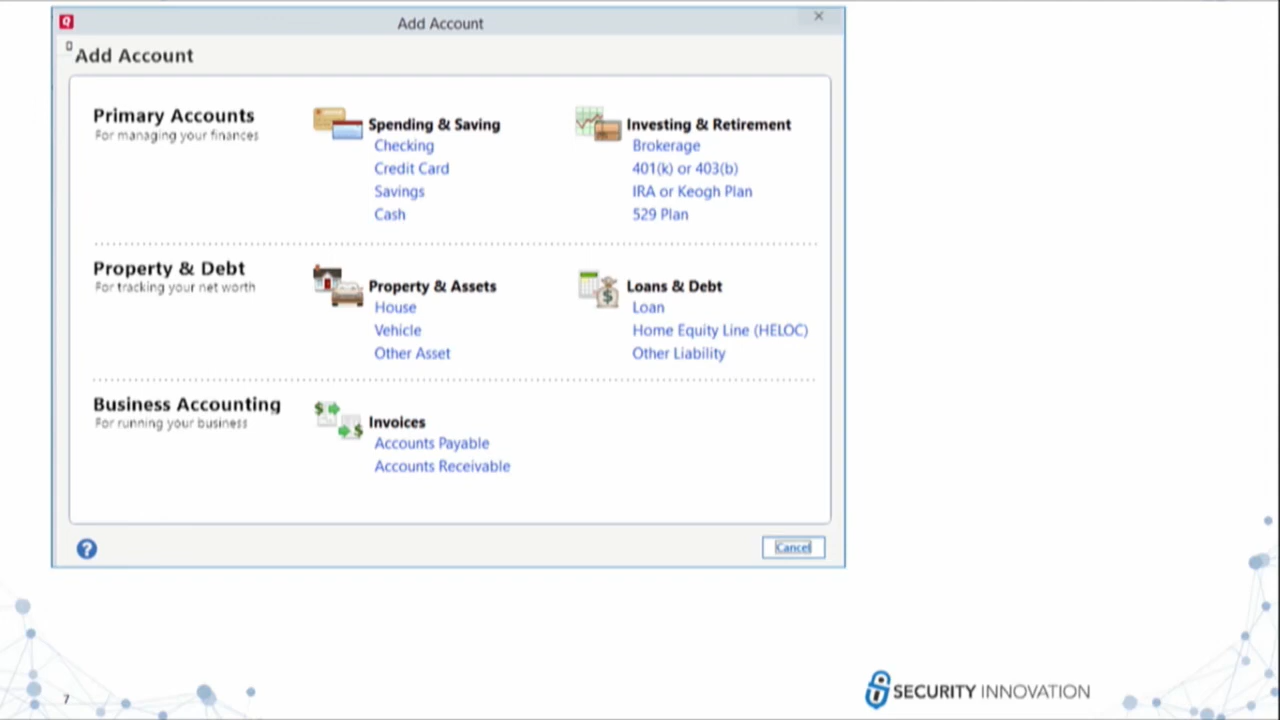 Add Account
Add Account
Primary Accounts
For managing your finances
Spending & Saving
Checking
Credit Card
Savings
Cash
Investing & Retirement
Brokerage
401(k) or 403(b)
IRA or Keogh Plan
529 Plan
Property & Debt
For tracking your net worth
Property & Assets
House
Vehicle
Other Asset
Loans & Debt
Loan
Home Equity Line (HELOC)
Other Liability
Business Accounting
For running your business
Invoices
Accounts Payable
Accounts Receivable
?
Cancel
7
SECURITY INNOVATION